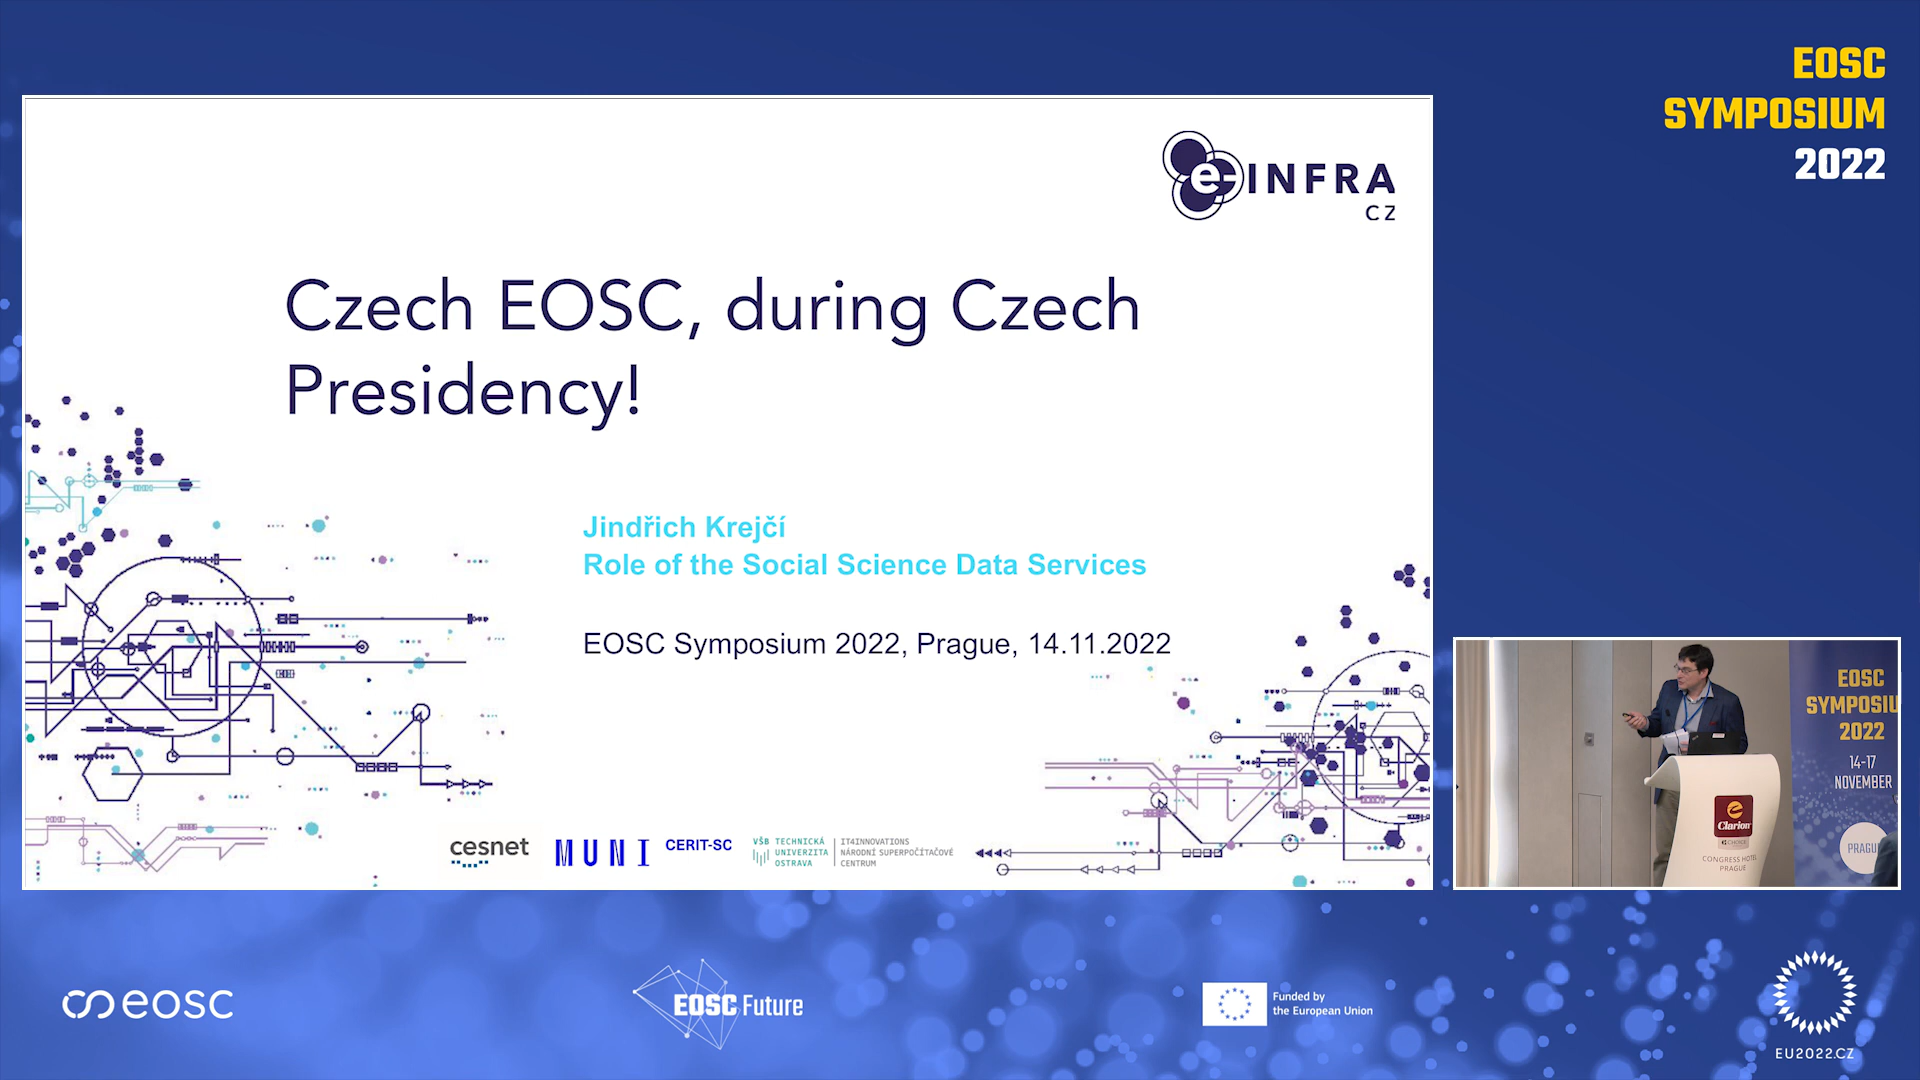 EOSC
SYMPOSIUM
2022
e-INFRA
CZ
Czech EOSC, during Czech
Presidency!
Jindřich Krejčí
Role of the Social Science Data Services
EOSC Symposium 2022, Prague, 14.11.2022
cesnet
MUNI
CERIT-SC
VŠB TECHNICKÁ
UNIVERZITA
OSTRAVA
IT4INNOVATIONS
NÁRODNÍ SUPERPOČÍTAČOVÉ
CENTRUM
EOSC
SYMPOSIU
2022
14-17
NOVEMBER
PRAGU
Clarion
CONGRESS HOTEL
PRAGUE
eosc
EOSC Future
Funded by
the European Union
EU2022.CZ